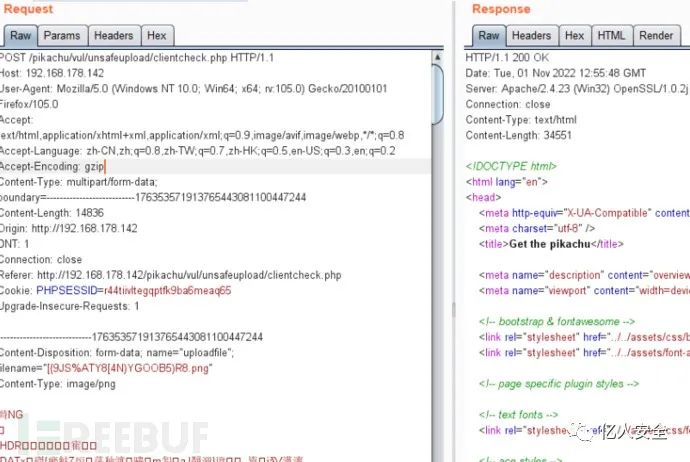 Request
Raw
Params
Headers
Hex
POST /pikachu/vul/unsafeupload/clientcheck.php HTTP/1.1
Host: 192.168.178.142
User-Agent: Mozilla/5.0 (Windows NT 10.0; Win64; x64; rv:105.0) Gecko/20100101
Firefox/105.0
Accept:
ext/html,application/xhtml+xml,application/xml;q=0.9,image/avif,image/webp,*/*;q=0.8
Accept-Language: zh-CN,zh;q=0.8,zh-TW;q=0.7,zh-HK;q=0.5,en-US;q=0.3,en;q=0.2
Accept-Encoding: gzip
Content-Type: multipart/form-data;
boundary=---------------------------176353571913765443081100447244
Content-Length: 14836
Origin: http://192.168.178.142
DNT: 1
Connection: close
Referer: http://192.168.178.142/pikachu/vul/unsafeupload/clientcheck.php
Cookie: PHPSESSID=r44tiivltegqptfk9ba6meaq65
Upgrade-Insecure-Requests: 1
-----------------------------176353571913765443081100447244
Content-Disposition: form-data; name="uploadfile";
filename="[(9JS%ATY8[4N)YGOOB5)R8.png"
Content-Type: image/png
NG
HDR
FREEBUF
Response
Raw
Headers
Hex
HTML
Render
HTTP/1.1 200 OK
Date: Tue, 01 Nov 2022 12:55:48 GMT
Server: Apache/2.4.23 (Win32) OpenSSL/1.0.2j
Connection: close
Content-Type: text/html
Content-Length: 34551
<!DOCTYPE html>
<html lang="en">
<head>
<meta http-equiv="X-UA-Compatible" content
<meta charset="utf-8" />
<title>Get the pikachu</title>
<meta name="description" content="overview
<meta name="viewport" content="width=devic
<!-- bootstrap & fontawesome -->
<link rel="stylesheet" href="../../assets/css/b
<link rel="stylesheet" href="../../assets/font-a
<!-- page specific plugin styles -->
<!-- text fonts -->
<link rel="stylesheet" href="../../assets/css/fo
<!-- ace styles -->
亿人安全